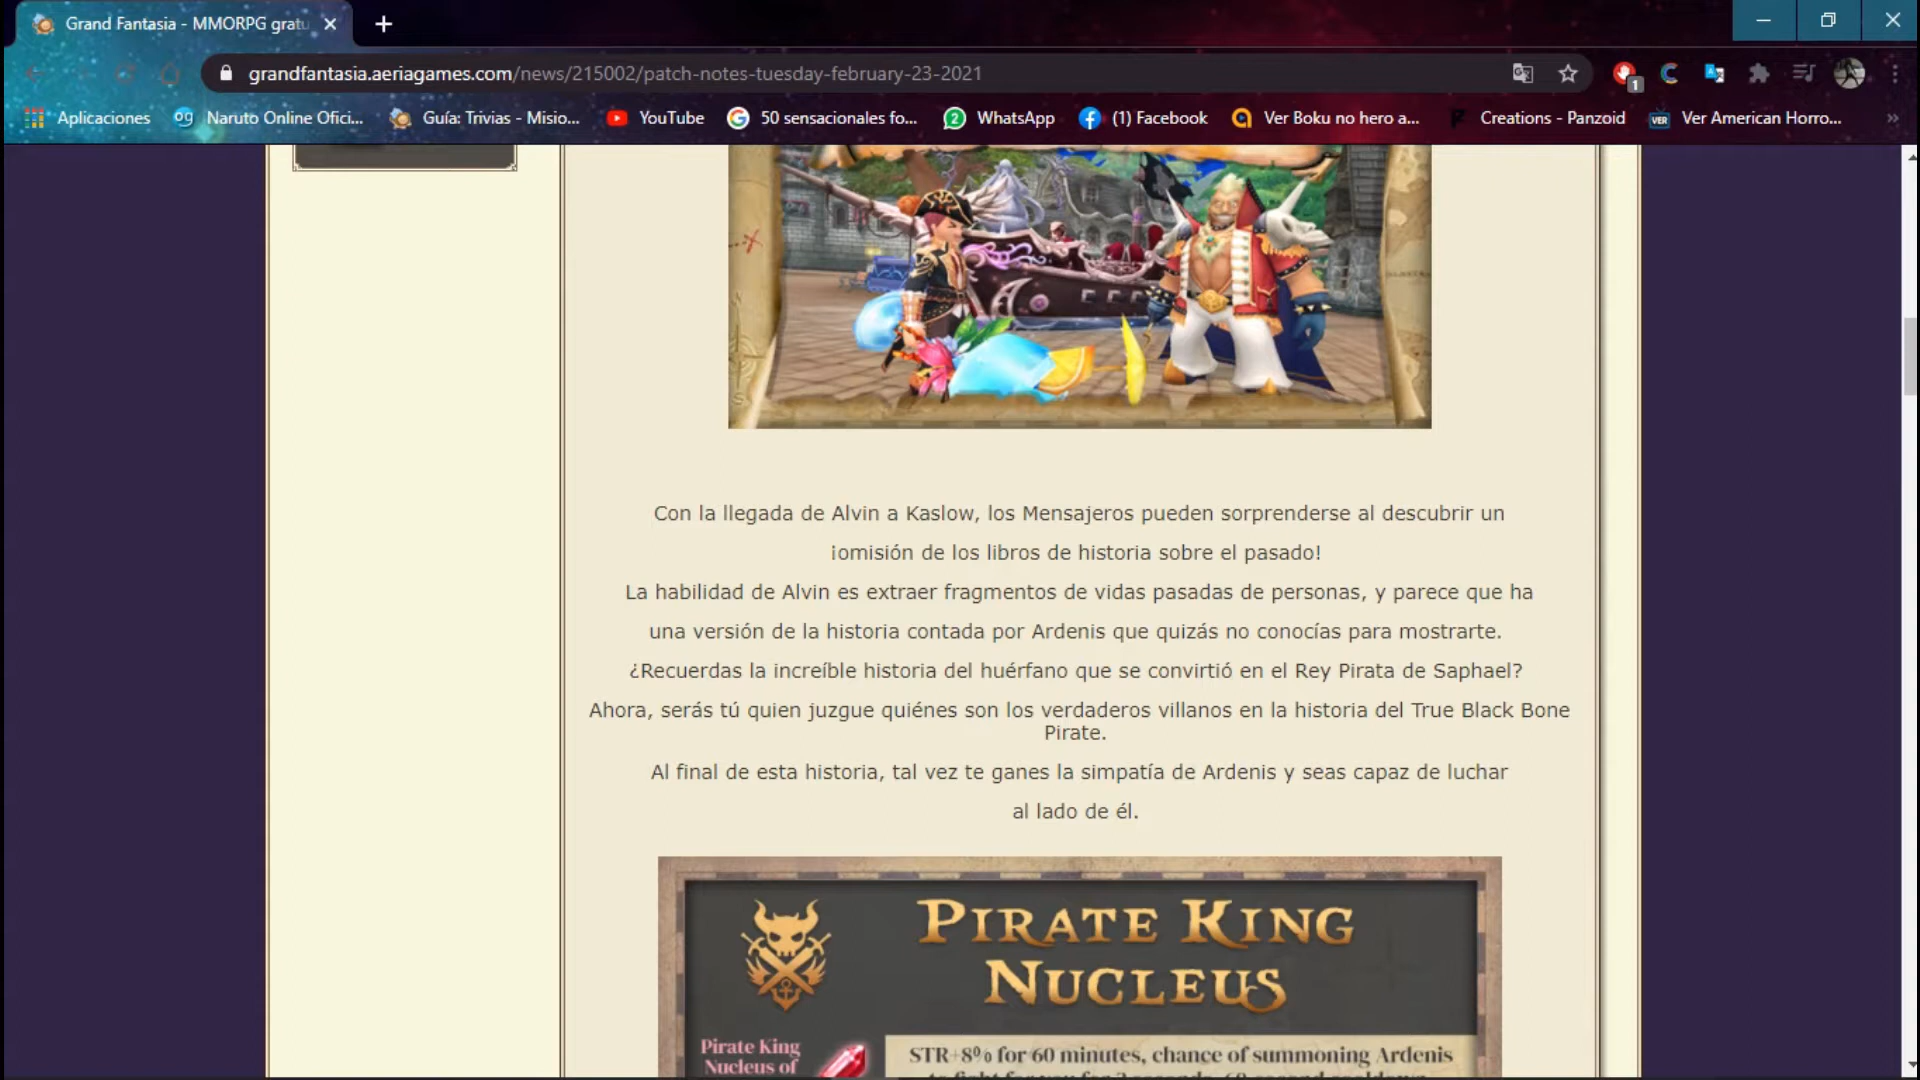 Grand Fantasia - MMORPG gratu
grandfantasia.aeriagames.com/news/215002/patch-notes-tuesday-february-23-2021
1
Aplicaciones
og
Naruto Online Ofici...
Guía: Trivias - Misio...
YouTube
50 sensacionales fo...
2
WhatsApp
(1) Facebook
Ver Boku no hero a...
Creations - Panzoid
VER
Ver American Horro...
Con la llegada de Alvin a Kaslow, los Mensajeros pueden sorprenderse al descubrir un
¡omisión de los libros de historia sobre el pasado!
La habilidad de Alvin es extraer fragmentos de vidas pasadas de personas, y parece que ha
una versión de la historia contada por Ardenis que quizás no conocías para mostrarte.
¿Recuerdas la increíble historia del huérfano que se convirtió en el Rey Pirata de Saphael?
Ahora, serás tú quien juzgue quiénes son los verdaderos villanos en la historia del True Black Bone
Pirate.
Al final de esta historia, tal vez te ganes la simpatía de Ardenis y seas capaz de luchar
al lado de él.
PIRATE KING
NUCLEUS
Pirate King
Nucleus of
STR+8% for 60 minutes, chance of summoning Ardenis